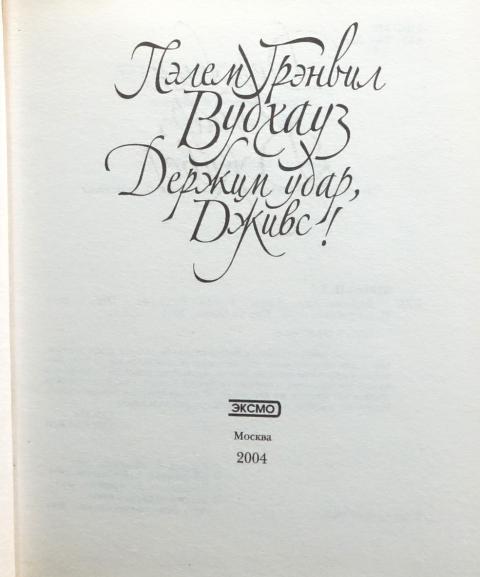 Пэлем Грэнвил
Вудхауз
Держим удар,
Дживс!
ЭКСМО
Москва
2004